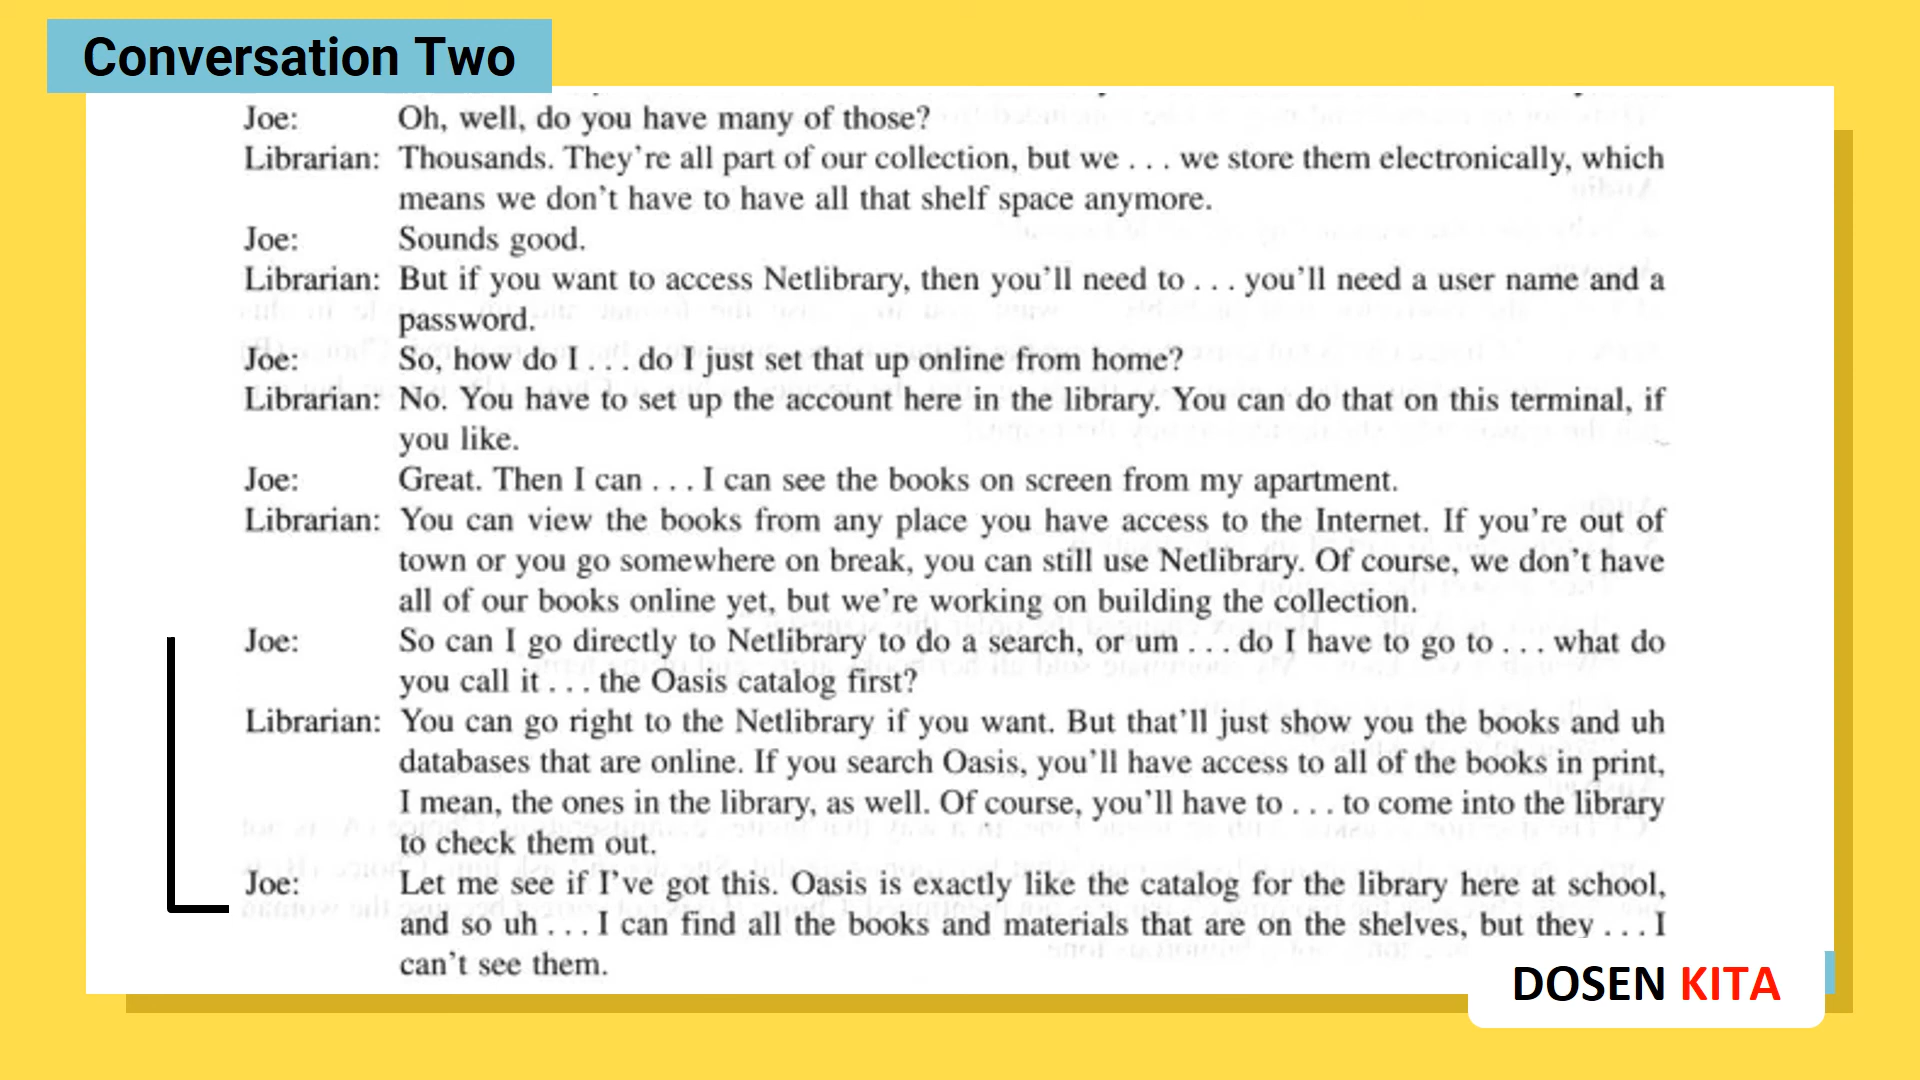 Conversation Two
Joe: Oh, well, do you have many of those?
Librarian: Thousands. They're all part of our collection, but we . . . we store them electronically, which
means we don't have to have all that shelf space anymore.
Joe: Sounds good.
Librarian: But if you want to access Netlibrary, then you'll need to . . . you'll need a user name and a
password.
Joe: So, how do I . . . do I just set that up online from home?
Librarian: No. You have to set up the account here in the library. You can do that on this terminal, if
you like.
Joe: Great. Then I can . . . I can see the books on screen from my apartment.
Librarian: You can view the books from any place you have access to the Internet. If you're out of
town or you go somewhere on break, you can still use Netlibrary. Of course, we don't have
all of our books online yet, but we're working on building the collection.
Joe: So can I go directly to Netlibrary to do a search, or um . . . do I have to go to . . . what do
you call it . . . the Oasis catalog first?
Librarian: You can go right to the Netlibrary if you want. But that'll just show you the books and uh
databases that are online. If you search Oasis, you'll have access to all of the books in print,
I mean, the ones in the library, as well. Of course, you'll have to . . . to come into the library
to check them out.
Joe: Let me see if I've got this. Oasis is exactly like the catalog for the library here at school,
and so uh . . . I can find all the books and materials that are on the shelves, but they . . . I
can't see them.
DOSEN KITA